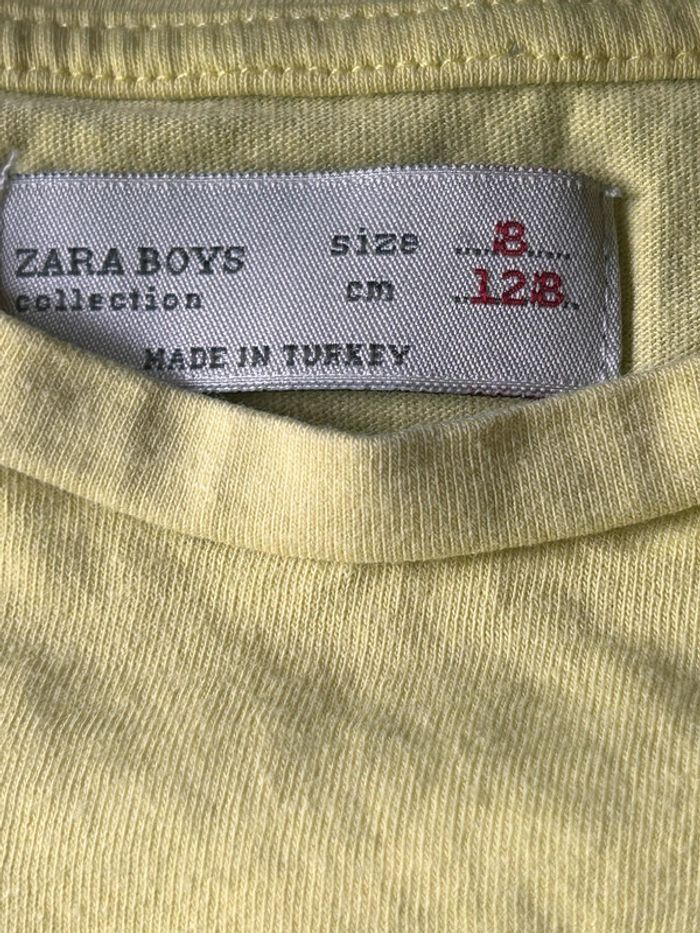 ZARA BOYS size 8
collection cm 128
MADE IN TURKEY